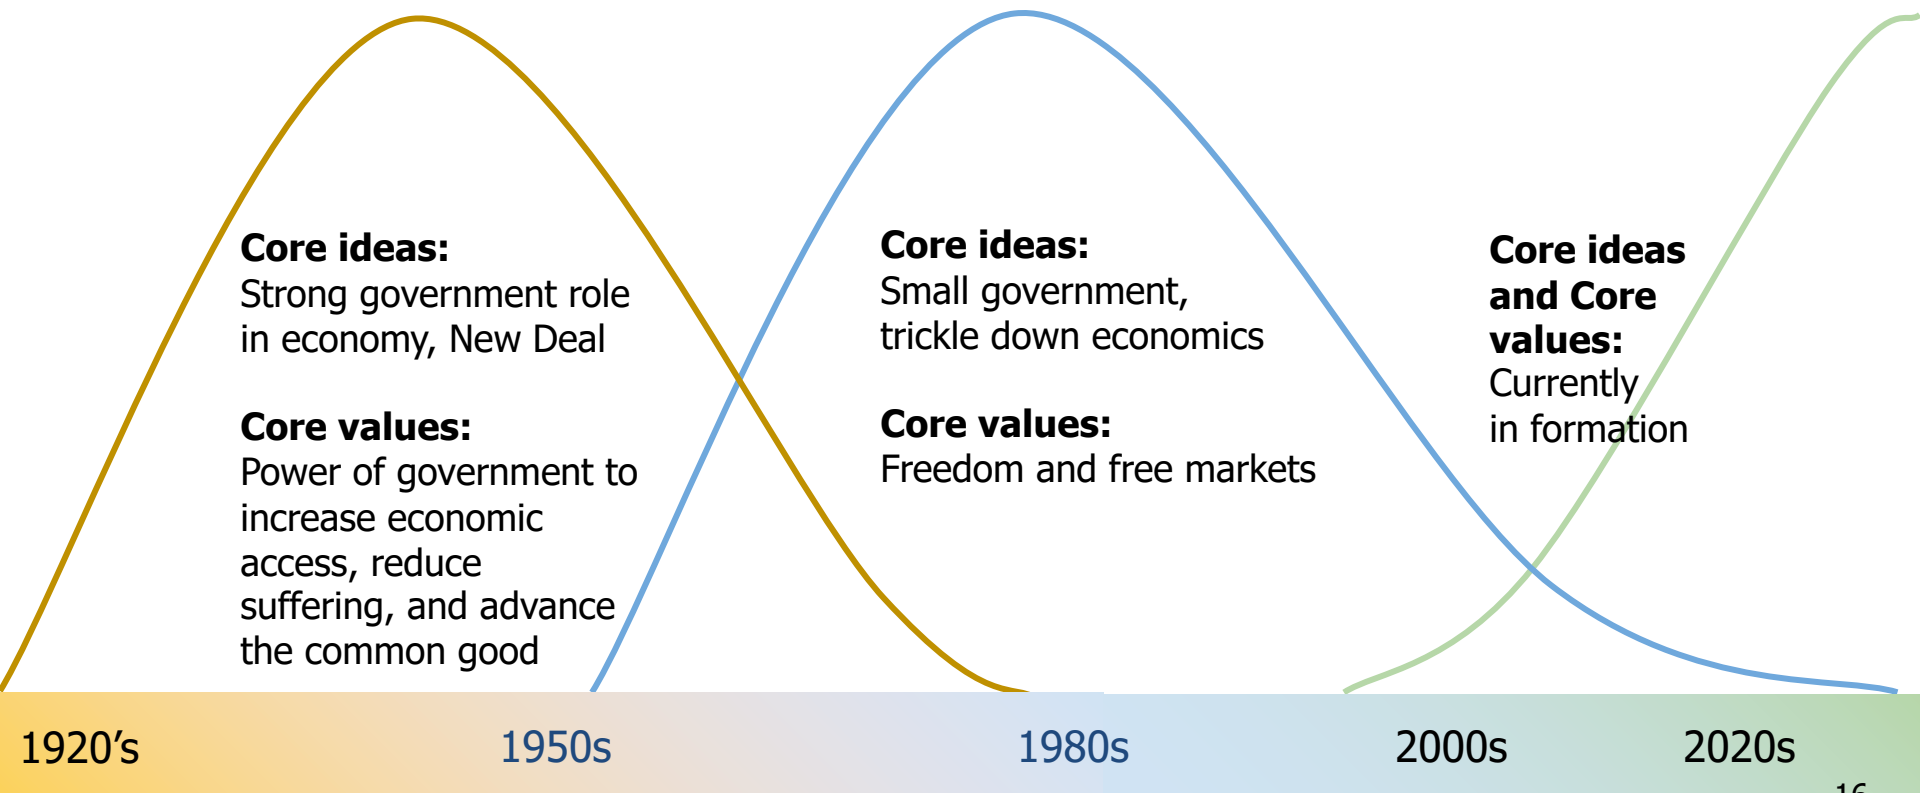 Core ideas:
Strong government role
in economy, New Deal
Core values:
Power of government to
increase economic
access, reduce
suffering, and advance
the common good
Core ideas:
Small government,
trickle down economics
Core values:
Freedom and free markets
Core ideas
and Core
values:
Currently
in formation
1920’s
1950s
1980s
2000s
2020s
16